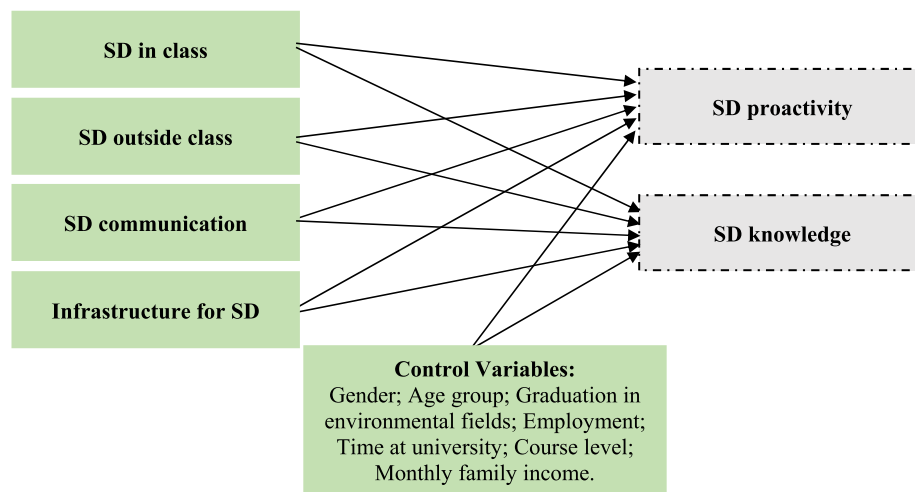 SD in class
SD outside class
SD communication
Infrastructure for SD
SD proactivity
SD knowledge
Control Variables:
Gender; Age group; Graduation in
environmental fields; Employment;
Time at university; Course level;
Monthly family income.